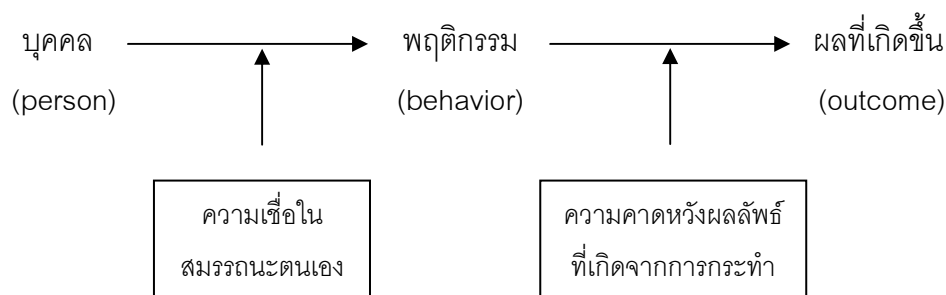 บุคคล
(person)
พฤติกรรม
(behavior)
ผลที่เกิดขึ้น
(outcome)
ความเชื่อใน
สมรรถนะตนเอง
ความคาดหวังผลลัพธ์
ที่เกิดจากการกระทำ